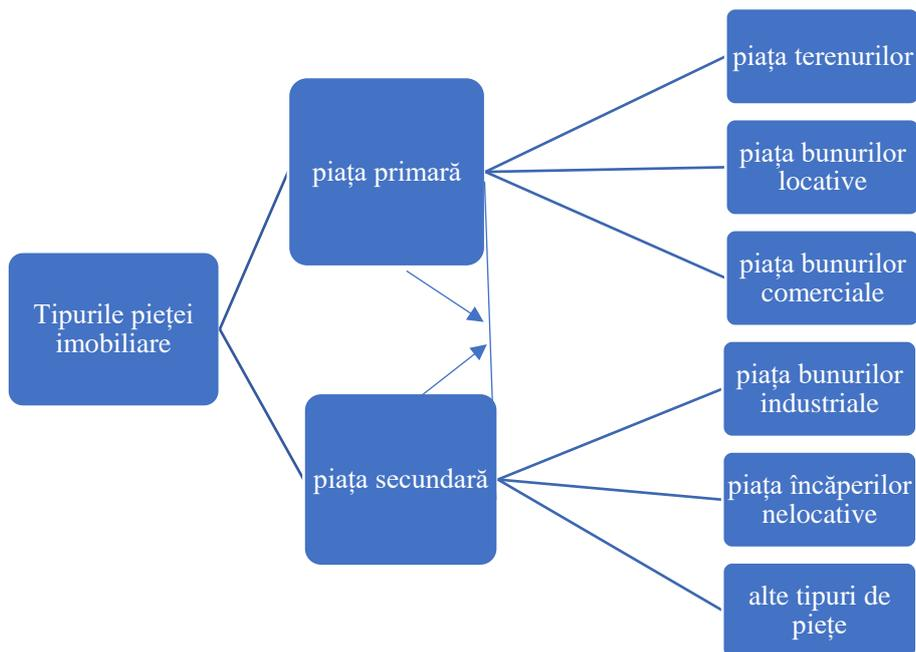 Tipurile pieței
imobiliare
piața primară
piața secundară
piața terenurilor
piața bunurilor
locative
piața bunurilor
comerciale
piața bunurilor
industriale
piața încăperilor
nelocative
alte tipuri de
piețe